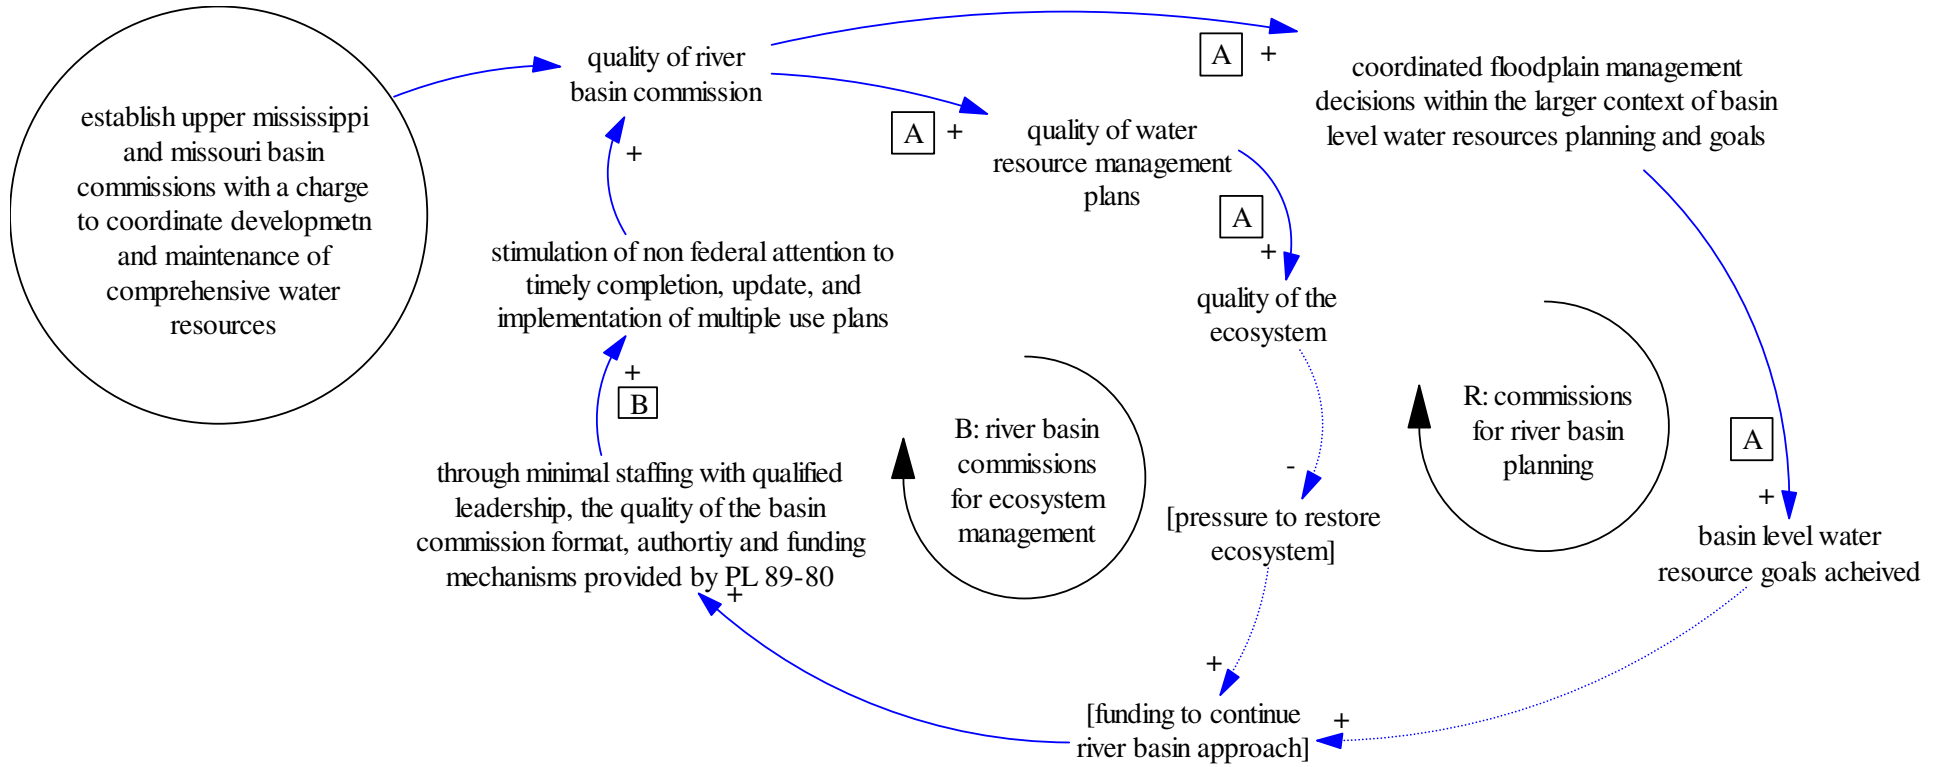 establish upper mississippi
and missouri basin
commissions with a charge
to coordinate developmetn
and maintenance of
comprehensive water
resources
quality of river
basin commission
A +
coordinated floodplain management
decisions within the larger context of basin
level water resources planning and goals
A +
quality of water
resource management
plans
+
A
+
stimulation of non federal attention to
timely completion, update, and
implementation of multiple use plans
quality of the
ecosystem
+
B
B: river basin
commissions
for ecosystem
management
R: commissions
for river basin
planning
A
+
through minimal staffing with qualified
leadership, the quality of the basin
commission format, authortiy and funding
mechanisms provided by PL 89-80
+
-
[pressure to restore
ecosystem]
basin level water
resource goals acheived
+
[funding to continue
river basin approach]
+